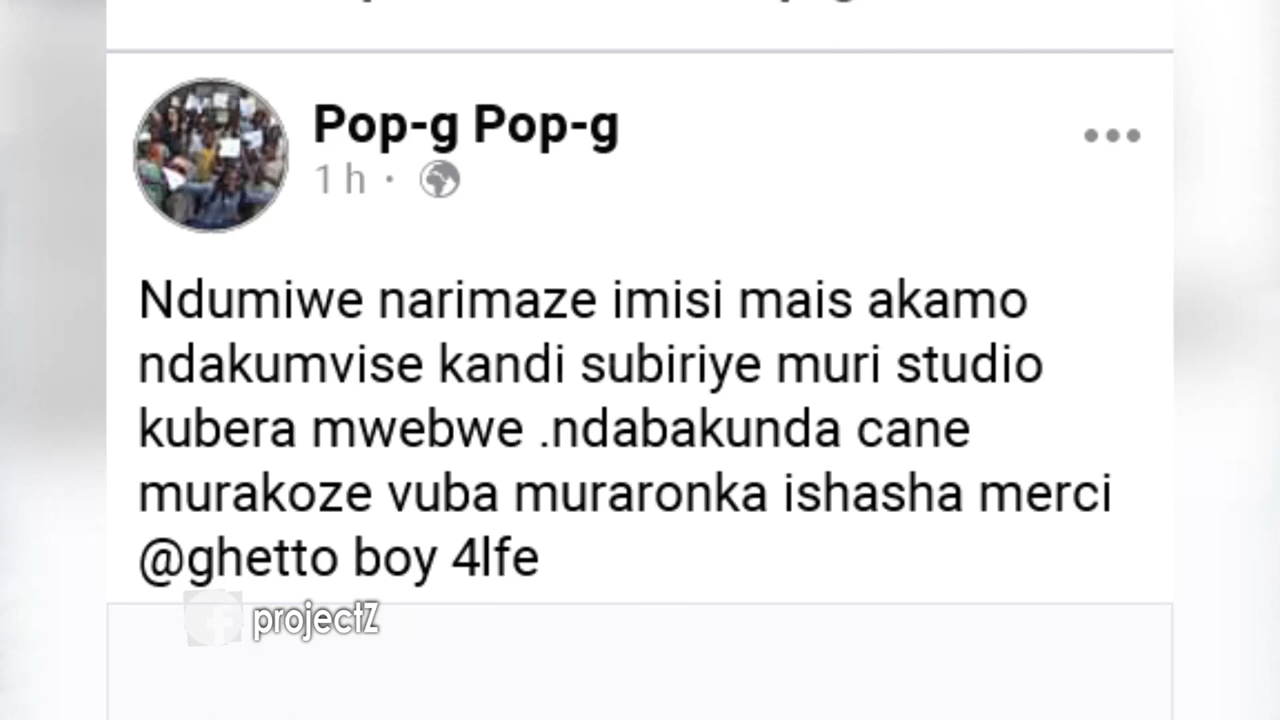 Pop-g Pop-g
1 h ·
Ndumiwe narimaze imisi mais akamo
ndakumvise kandi subiriye muri studio
kubera mwebwe .ndabakunda cane
murakoze vuba muraronka ishasha merci
@ghetto boy 4lfe
projectZ